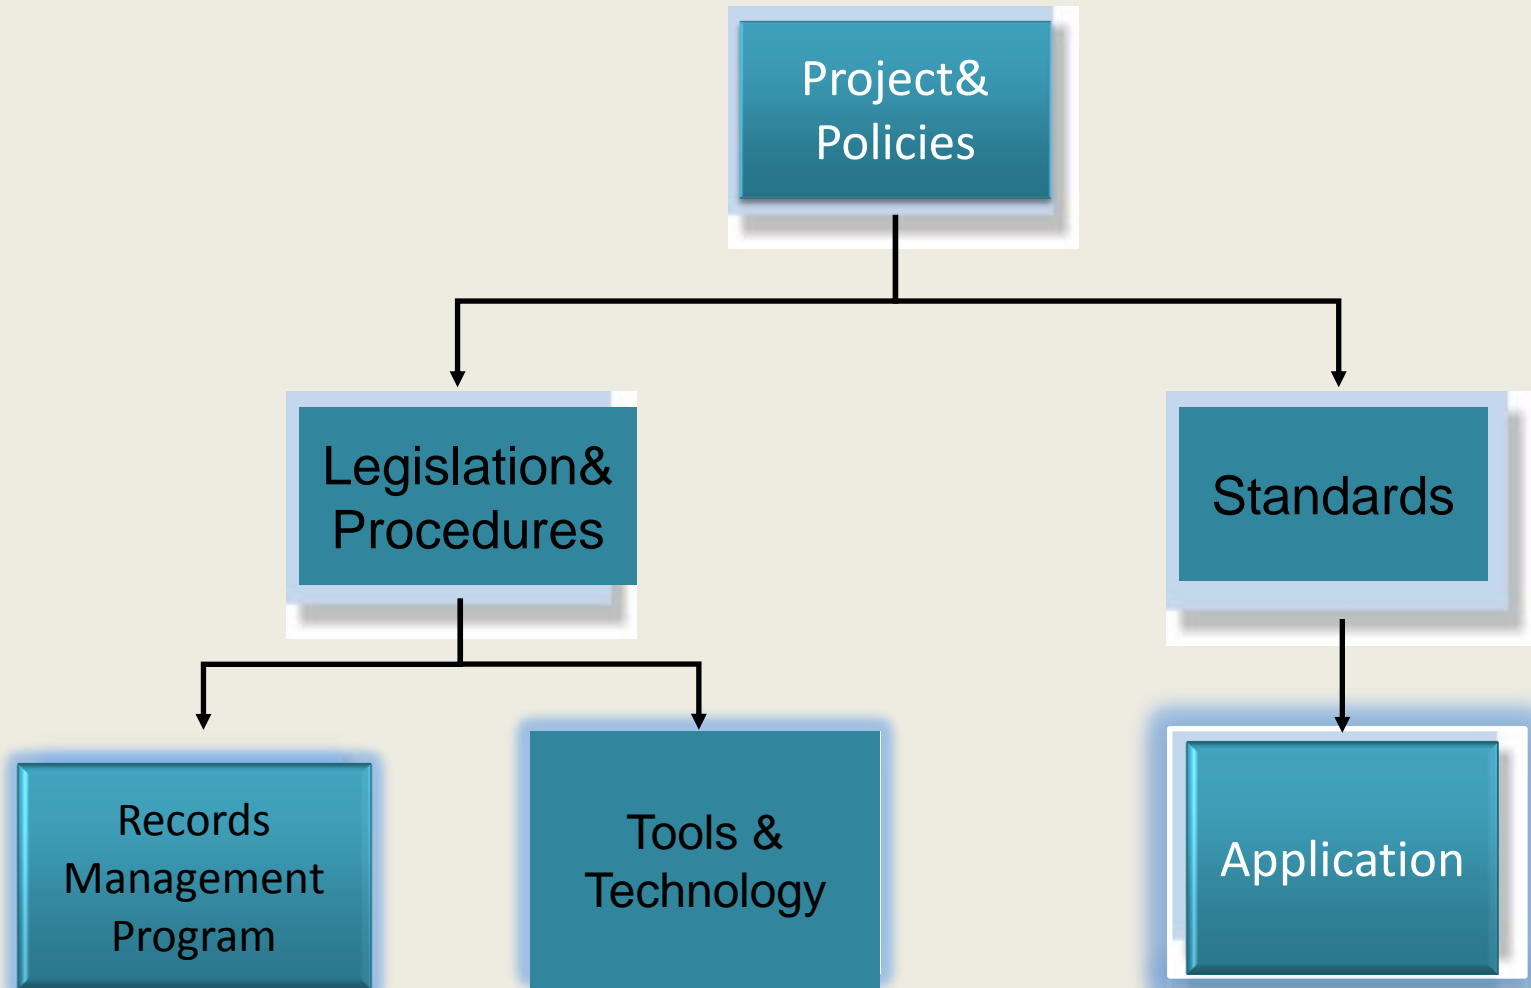 Project&
Policies
Legislation&
Procedures
Standards
Records
Management
Program
Tools &
Technology
Application